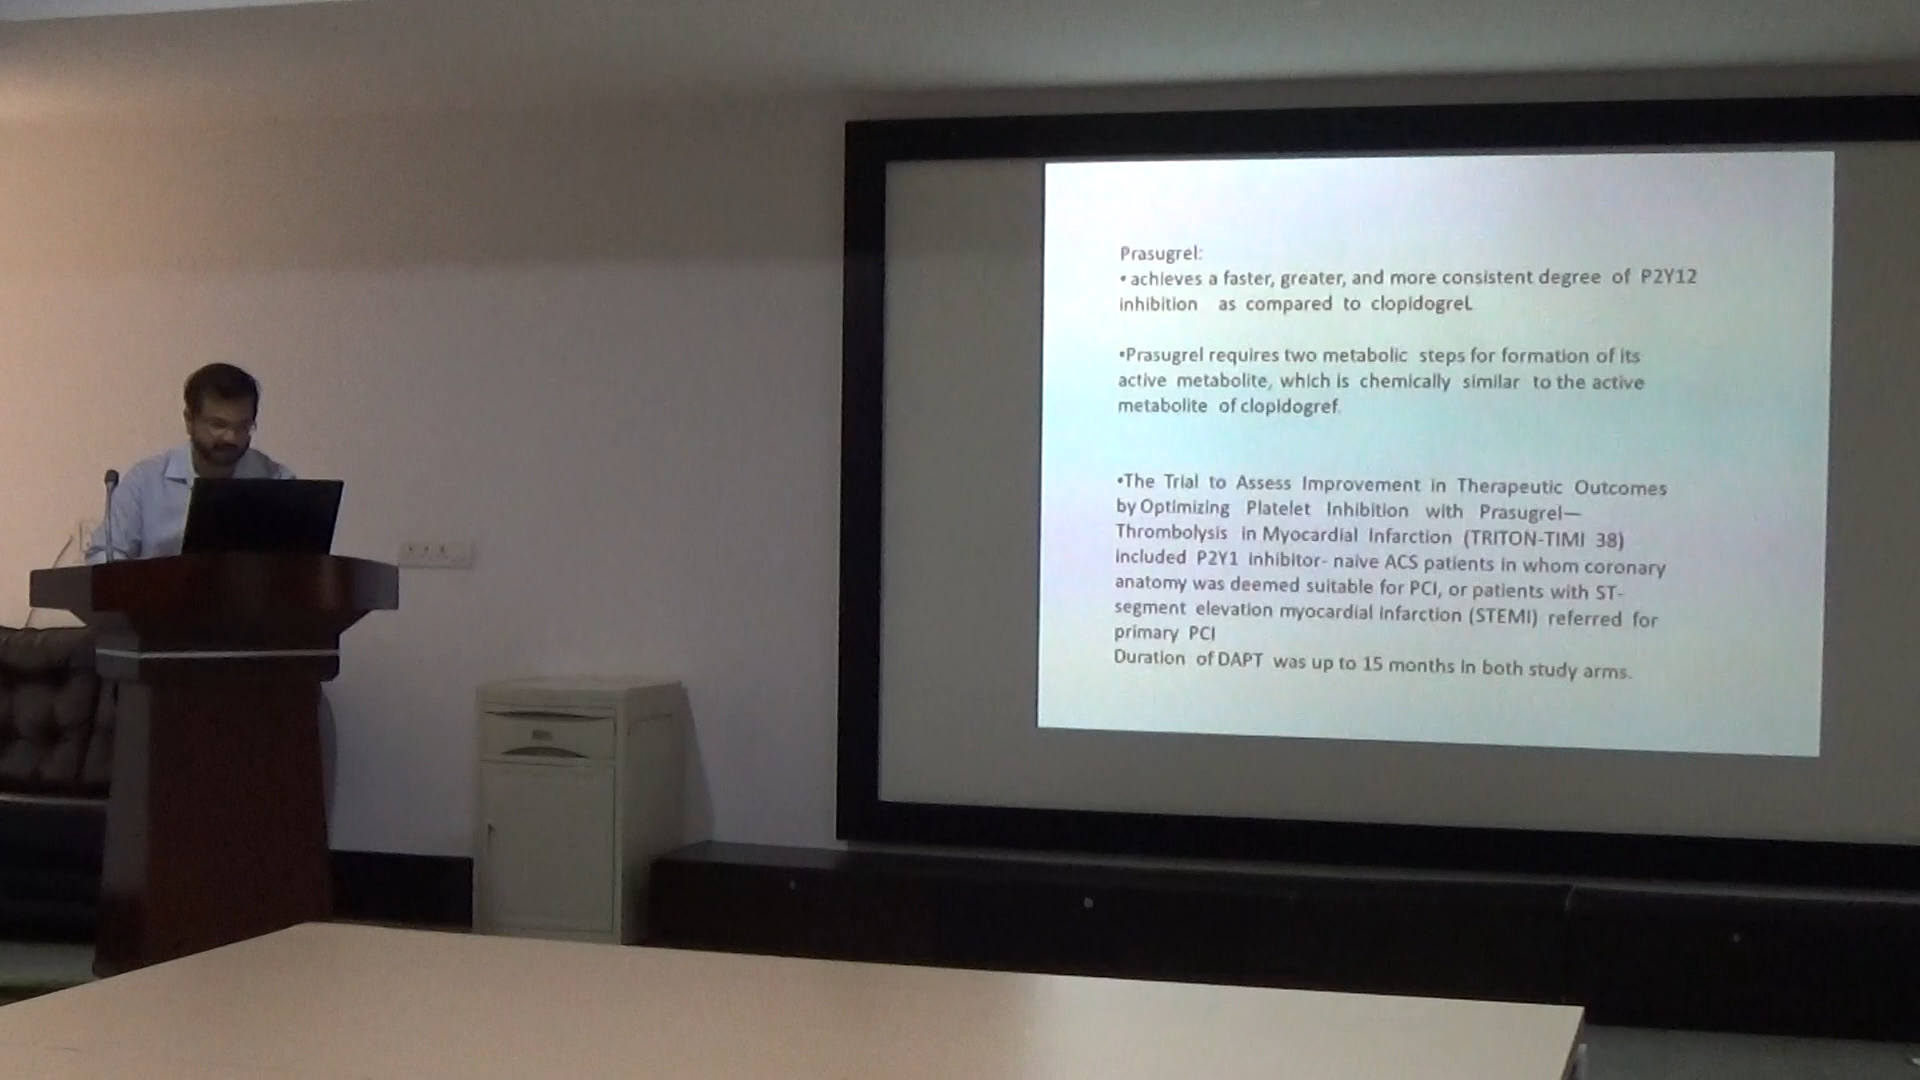 Prasugrel:
• achieves a faster, greater, and more consistent degree of P2Y12
inhibition as compared to clopidogreL
•Prasugrel requires two metabolic steps for formation of its
active metabolite, which is chemically similar to the active
metabolite of clopidogref.
•The Trial to Assess Improvement in Therapeutic Outcomes
by Optimizing Platelet Inhibition with Prasugrel—
Thrombolysis in Myocardial Infarction (TRITON-TIMI 38)
included P2Y1 inhibitor- naive ACS patients in whom coronary
anatomy was deemed suitable for PCI, or patients with ST-
segment elevation myocardial infarction (STEMI) referred for
primary PCI
Duration of DAPT was up to 15 months in both study arms.